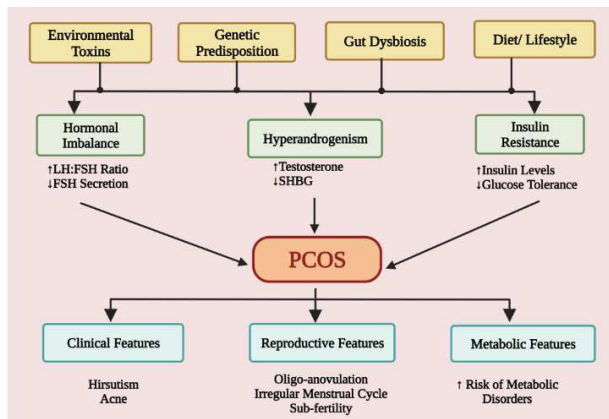 Environmental
Toxins
Genetic
Predisposition
Gut Dysbiosis
Diet/ Lifestyle
Hormonal
Imbalance
Hyperandrogenism
Insulin
Resistance
↑LH:FSH Ratio
↓FSH Secretion
↑Testosterone
↓SHBG
↑Insulin Levels
↓Glucose Tolerance
PCOS
Clinical Features
Reproductive Features
Metabolic Features
Hirsutism
Acne
Oligo-anovulation
Irregular Menstrual Cycle
Sub-fertility
↑ Risk of Metabolic
Disorders